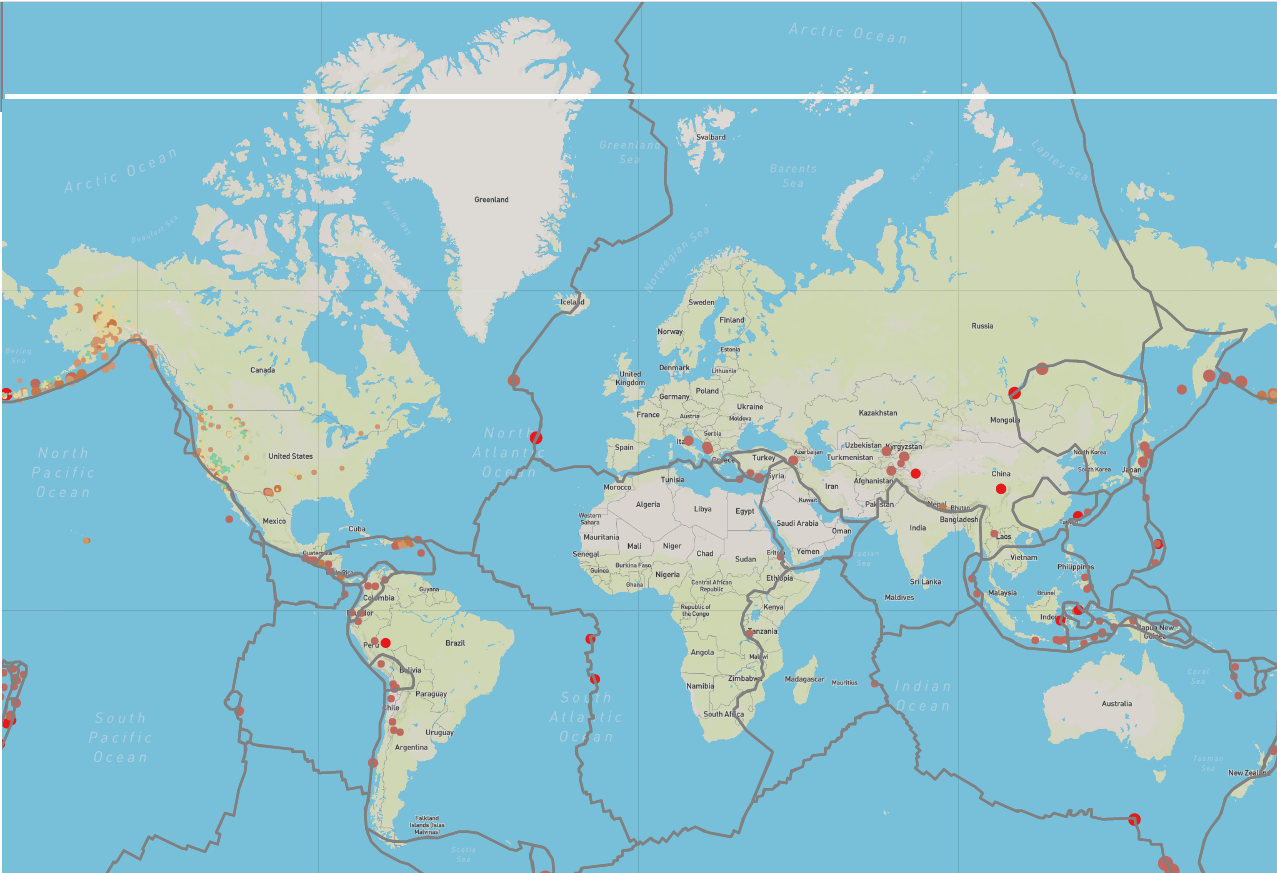 Arctic Ocean
Svalbard
Greenland
Sea
Barents
Sea
Kara Sea
Laptev Sea
Arctic Ocean
Greenland
Beaufort Sea
Baffin Bay
Norwegian Sea
Iceland
Sweden
Finland
Norway
Russia
Bering
Sea
Estonia
Canada
United
Kingdom
Denmark
Lithuania
Germany
Poland
France
Ukraine
Austria
Moldova
Kazakhstan
Mongolia
Serbia
North
Pacific
Ocean
North
Atlantic
Ocean
United States
Spain
Ita
Greece
Turkey
Azerbaijan
Uzbekistan
Kyrgyzstan
Turkmenistan
North Korea
South Korea
Japan
China
Tunisia
Syria
Iran
Afghanistan
Morocco
Algeria
Libya
Egypt
Kuwait
Pakistan
Nepal
Bhutan
Bangladesh
Mexico
Cuba
Western
Sahara
Mauritania
Mali
Niger
Chad
Sudan
Saudi Arabia
Oman
India
Laos
Guatemala
Senegal
Eritrea
Yemen
Arabian
Sea
Vietnam
Philippines
Burkina Faso
Guinea
Ghana
Nigeria
Central African
Republic
Ethiopia
Sri Lanka
Maldives
Malaysia
Brunei
Guyana
Colombia
Republic of
the Congo
Kenya
Peru
Brazil
Tanzania
Indo
Papua New
Guinea
Bolivia
Angola
Malawi
Coral
Sea
Paraguay
Namibia
Zimbabwe
Madagascar
Mauritius
Indian
Ocean
Australia
South
Pacific
Ocean
South
Atlantic
Ocean
hile
Uruguay
Argentina
South Africa
Tasman
Sea
New Zealand
Falkland
Islands (Islas
Malvinas)
Scotia
Sea